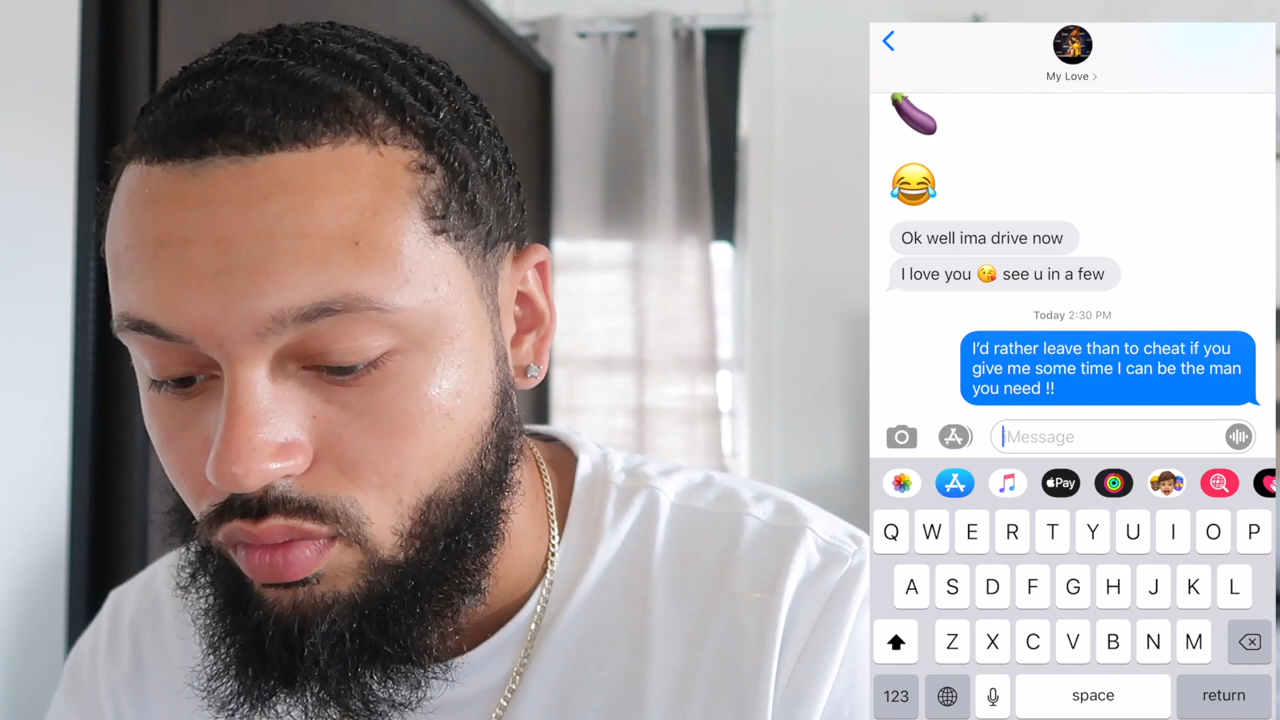 My Love
Ok well ima drive now
I love you 😘 see u in a few
Today 2:30 PM
I'd rather leave than to cheat if you
give me some time I can be the man
you need !!
iMessage
Pay
Q W E R T Y U I O P
A S D F G H J K L
Z X C V B N M
123 space return